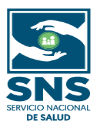 SNS
SERVICIO NACIONAL
DE SALUD